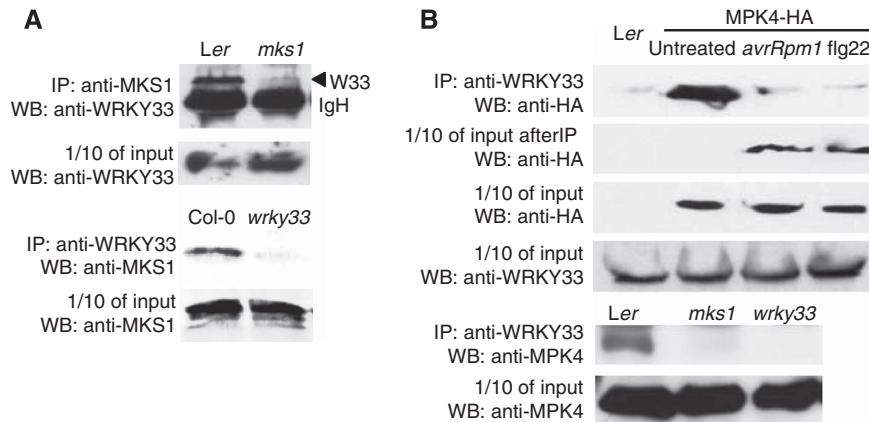 A
Ler mks1
IP: anti-MKS1
WB: anti-WRKY33
W33
IgH
1/10 of input
WB: anti-WRKY33
Col-0 wrky33
IP: anti-WRKY33
WB: anti-MKS1
1/10 of input
WB: anti-MKS1
B
MPK4-HA
Ler Untreated avrRpm1 flg22
IP: anti-WRKY33
WB: anti-HA
1/10 of input afterIP
WB: anti-HA
1/10 of input
WB: anti-HA
1/10 of input
WB: anti-WRKY33
Ler mks1 wrky33
IP: anti-WRKY33
WB: anti-MPK4
1/10 of input
WB: anti-MPK4